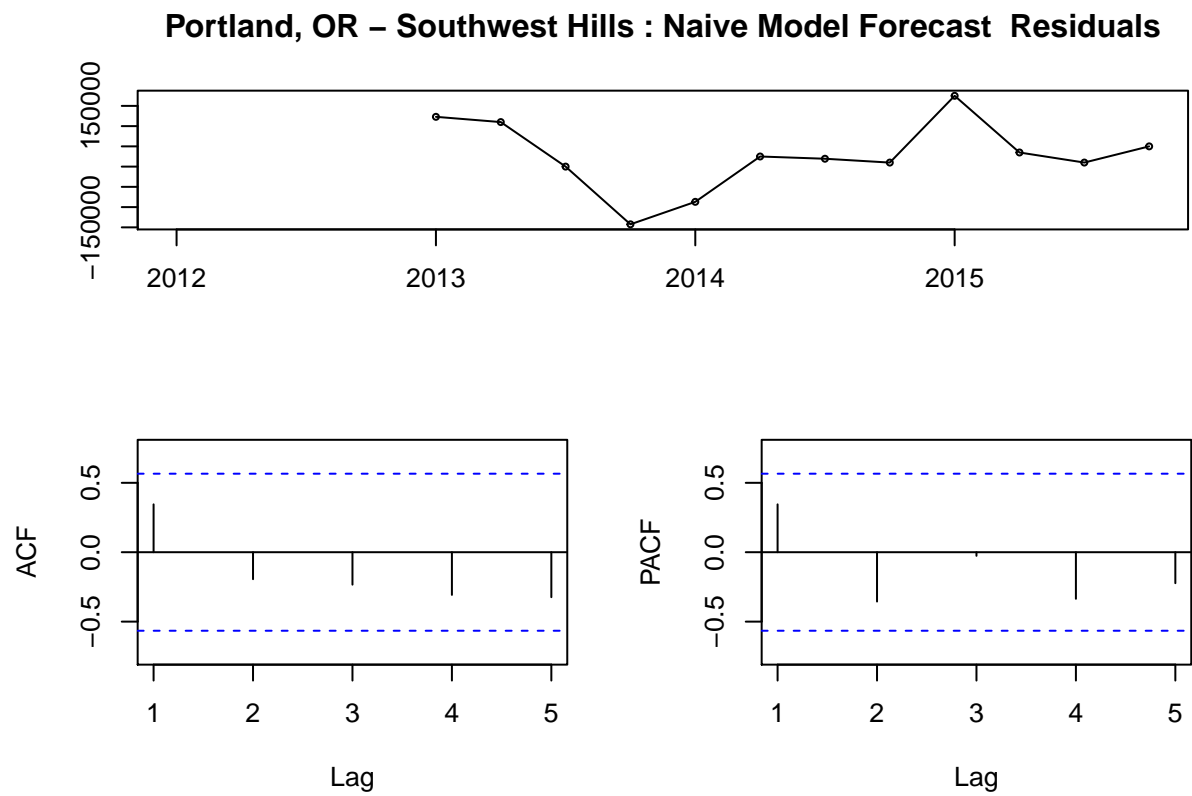 Portland, OR – Southwest Hills : Naive Model Forecast  Residuals
150000
−150000
2012 2013 2014 2015
ACF
0.5
0.0
−0.5
1 2 3 4 5
Lag
PACF
0.5
0.0
−0.5
1 2 3 4 5
Lag